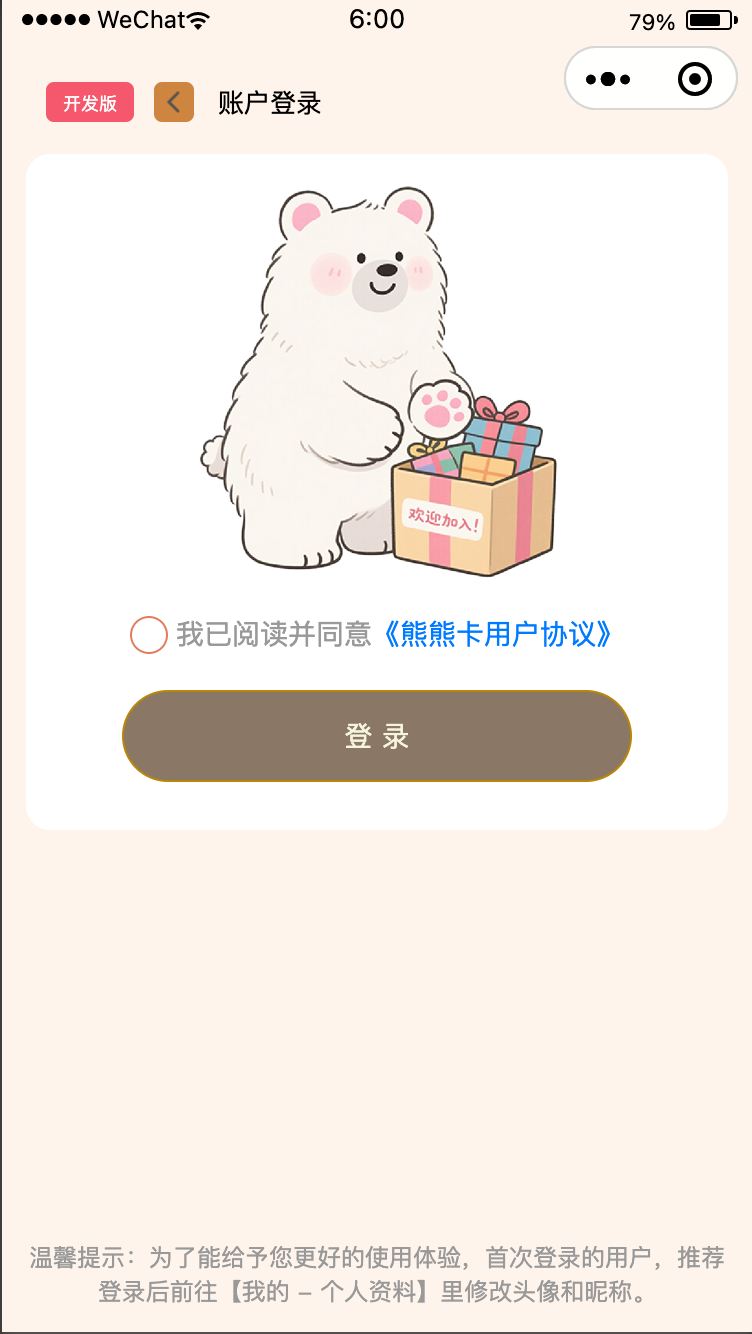 WeChat 6:00 79%
开发版 账户登录
欢迎加入!
我已阅读并同意《熊熊卡用户协议》
登 录
温馨提示：为了能给予您更好的使用体验，首次登录的用户，推荐
登录后前往【我的 – 个人资料】里修改头像和昵称。